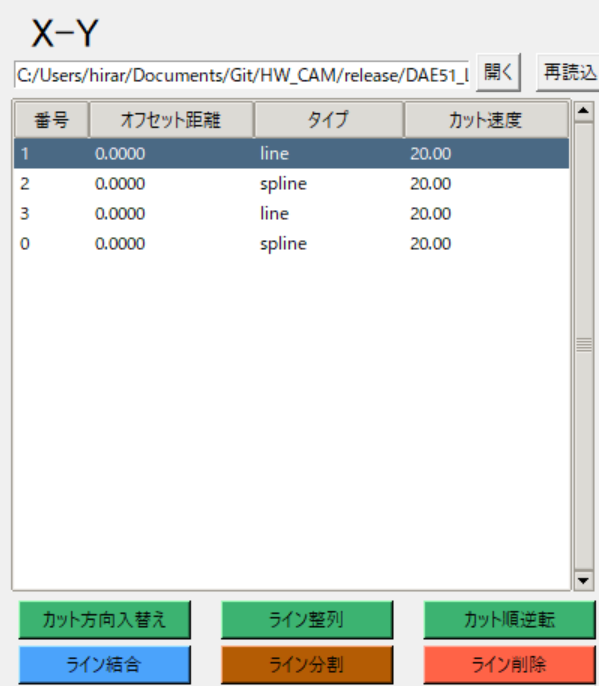 X-Y
C:/Users/hirar/Documents/Git/HW_CAM/release/DAE51_L 開く 再読込
番号 オフセット距離 タイプ カット速度
1 0.0000 line 20.00
2 0.0000 spline 20.00
3 0.0000 line 20.00
0 0.0000 spline 20.00
カット方向入替え ライン整列 カット順逆転
ライン結合 ライン分割 ライン削除